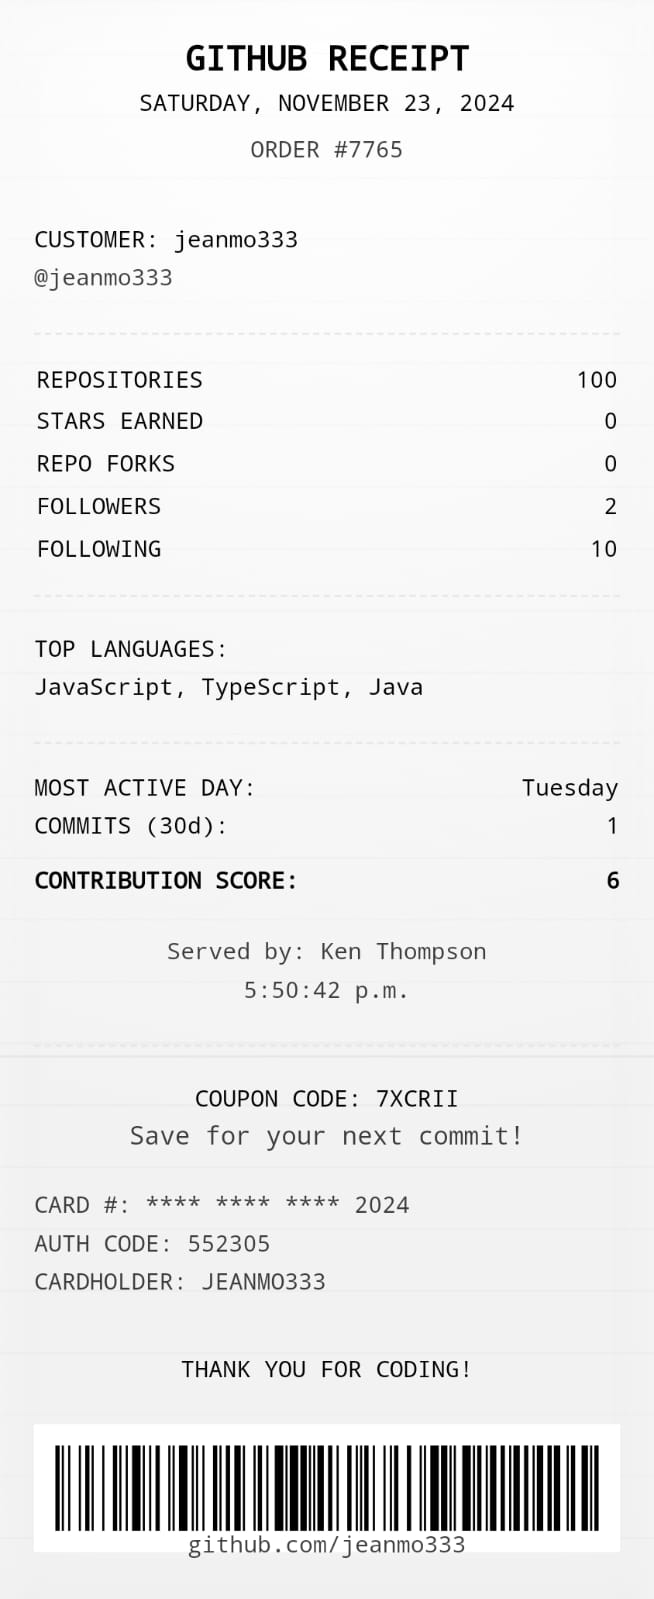 GITHUB RECEIPT
SATURDAY, NOVEMBER 23, 2024
ORDER #7765
CUSTOMER: jeanmo333
@jeanmo333
REPOSITORIES 100
STARS EARNED 0
REPO FORKS 0
FOLLOWERS 2
FOLLOWING 10
TOP LANGUAGES:
JavaScript, TypeScript, Java
MOST ACTIVE DAY: Tuesday
COMMITS (30d): 1
CONTRIBUTION SCORE: 6
Served by: Ken Thompson
5:50:42 p.m.
COUPON CODE: 7XCRII
Save for your next commit!
CARD #: **** **** **** 2024
AUTH CODE: 552305
CARDHOLDER: JEANMO333
THANK YOU FOR CODING!
github.com/jeanmo333